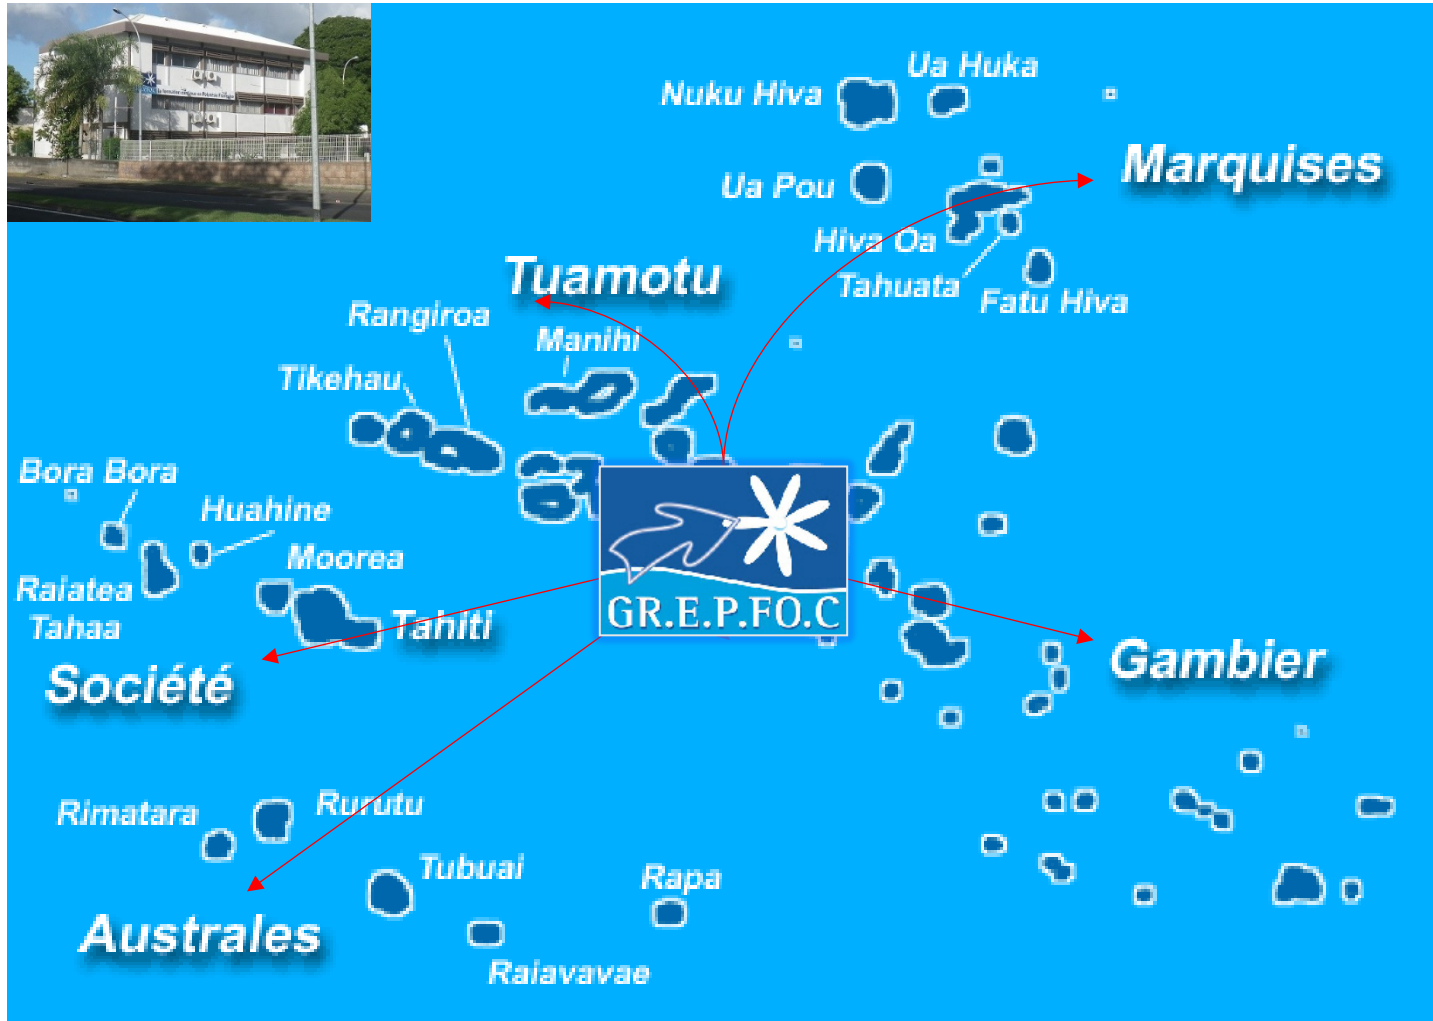 Ua Huka
Nuku Hiva
Marquises
Ua Pou
Hiva Oa
Tahuata
Fatu Hiva
Tuamotu
Rangiroa
Manihi
Tikehau
Bora Bora
Huahine
Moorea
Raiatea
Tahaa
Tahiti
Société
GR.E.P.FO.C
Gambier
Rimatara
Rurutu
Tubuai
Rapa
Australes
Raiavavae